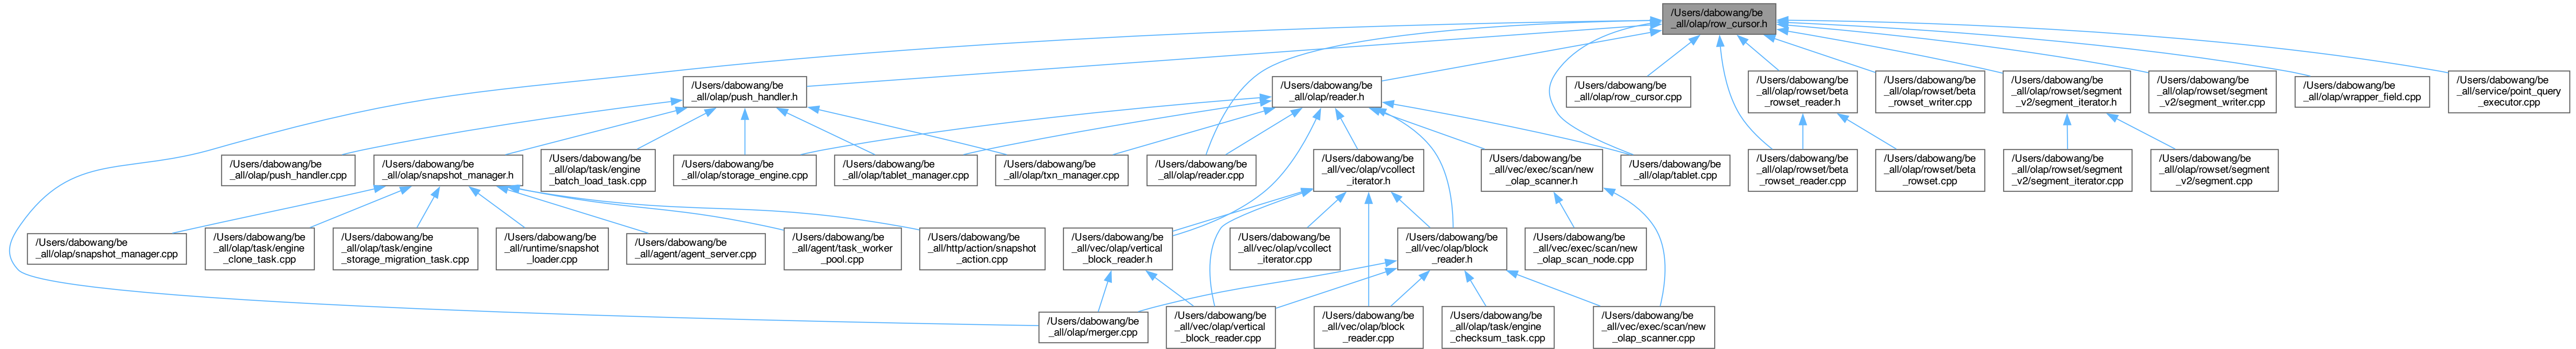 /Users/dabowang/be
_all/olap/row_cursor.h
/Users/dabowang/be
_all/olap/push_handler.h
/Users/dabowang/be
_all/olap/reader.h
/Users/dabowang/be
_all/olap/row_cursor.cpp
/Users/dabowang/be
_all/olap/rowset/beta
_rowset_reader.h
/Users/dabowang/be
_all/olap/rowset/beta
_rowset_writer.cpp
/Users/dabowang/be
_all/olap/rowset/segment
_v2/segment_iterator.h
/Users/dabowang/be
_all/olap/rowset/segment
_v2/segment_writer.cpp
/Users/dabowang/be
_all/olap/wrapper_field.cpp
/Users/dabowang/be
_all/service/point_query
_executor.cpp
/Users/dabowang/be
_all/olap/push_handler.cpp
/Users/dabowang/be
_all/olap/snapshot_manager.h
/Users/dabowang/be
_all/olap/task/engine
_batch_load_task.cpp
/Users/dabowang/be
_all/olap/storage_engine.cpp
/Users/dabowang/be
_all/olap/tablet_manager.cpp
/Users/dabowang/be
_all/olap/txn_manager.cpp
/Users/dabowang/be
_all/olap/reader.cpp
/Users/dabowang/be
_all/vec/olap/vcollect
_iterator.h
/Users/dabowang/be
_all/vec/exec/scan/new
_olap_scanner.h
/Users/dabowang/be
_all/olap/tablet.cpp
/Users/dabowang/be
_all/olap/rowset/beta
_rowset_reader.cpp
/Users/dabowang/be
_all/olap/rowset/beta
_rowset.cpp
/Users/dabowang/be
_all/olap/rowset/segment
_v2/segment_iterator.cpp
/Users/dabowang/be
_all/olap/rowset/segment
_v2/segment.cpp
/Users/dabowang/be
_all/olap/snapshot_manager.cpp
/Users/dabowang/be
_all/olap/task/engine
_clone_task.cpp
/Users/dabowang/be
_all/olap/task/engine
_storage_migration_task.cpp
/Users/dabowang/be
_all/runtime/snapshot
_loader.cpp
/Users/dabowang/be
_all/agent/agent_server.cpp
/Users/dabowang/be
_all/agent/task_worker
_pool.cpp
/Users/dabowang/be
_all/http/action/snapshot
_action.cpp
/Users/dabowang/be
_all/vec/olap/vertical
_block_reader.h
/Users/dabowang/be
_all/vec/olap/vcollect
_iterator.cpp
/Users/dabowang/be
_all/vec/olap/block
_reader.h
/Users/dabowang/be
_all/vec/exec/scan/new
_olap_scan_node.cpp
/Users/dabowang/be
_all/olap/merger.cpp
/Users/dabowang/be
_all/vec/olap/vertical
_block_reader.cpp
/Users/dabowang/be
_all/vec/olap/block
_reader.cpp
/Users/dabowang/be
_all/olap/task/engine
_checksum_task.cpp
/Users/dabowang/be
_all/vec/exec/scan/new
_olap_scanner.cpp